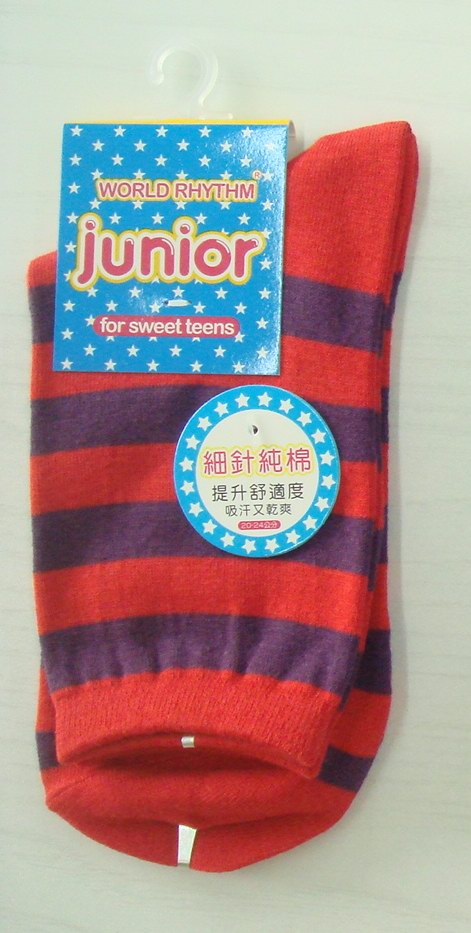 WORLD RHYTHM®
junior
for sweet teens
細針純棉
提升舒適度
吸汗又乾爽
20-24公分